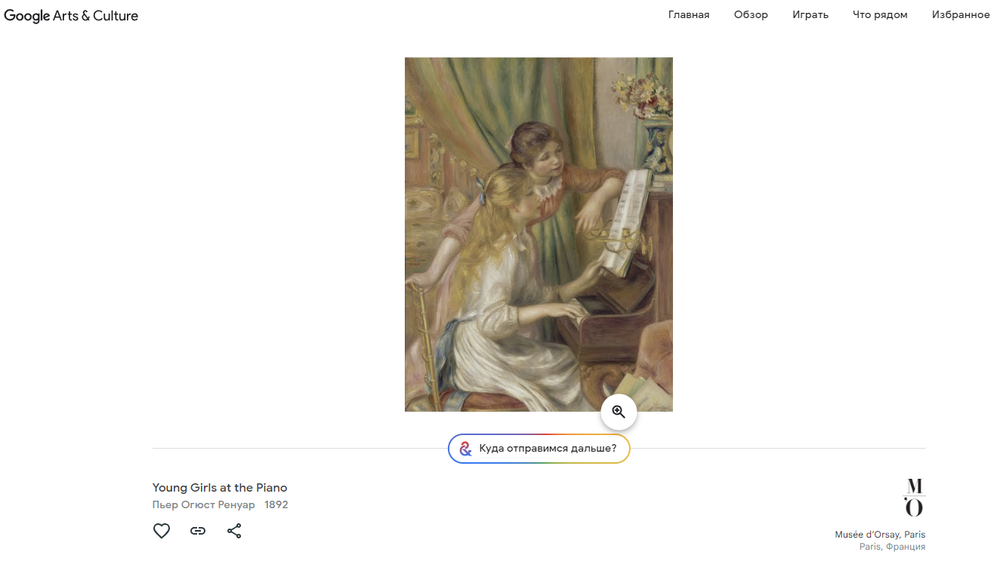 Google Arts & Culture
Главная Обзор Играть Что рядом Избранное
Куда отправимся дальше?
Young Girls at the Piano
Пьер Огюст Ренуар 1892
M
'O
Musée d’Orsay, Paris
Paris, Франция